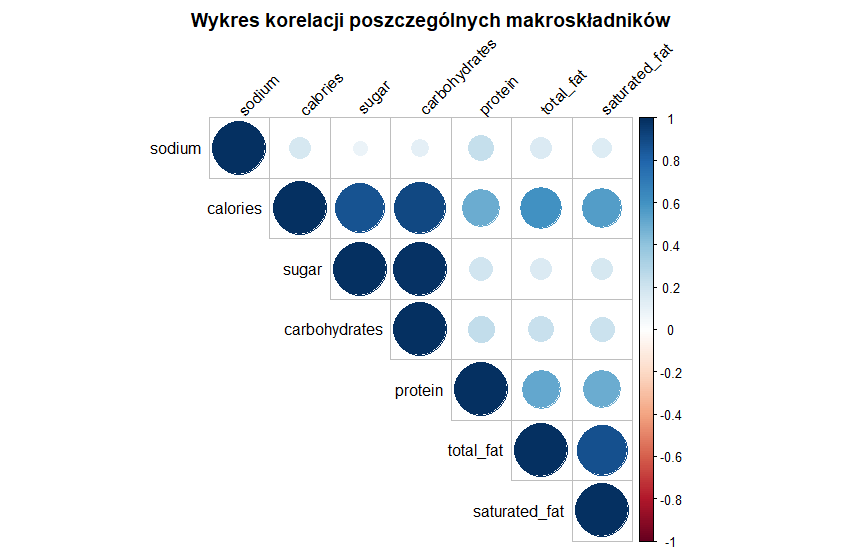 Wykres korelacji poszczególnych makroskładników
sodium
calories
sugar
carbohydrates
protein
total_fat
saturated_fat
sodium
calories
sugar
carbohydrates
protein
total_fat
saturated_fat
1
0.8
0.6
0.4
0.2
0
-0.2
-0.4
-0.6
-0.8
-1